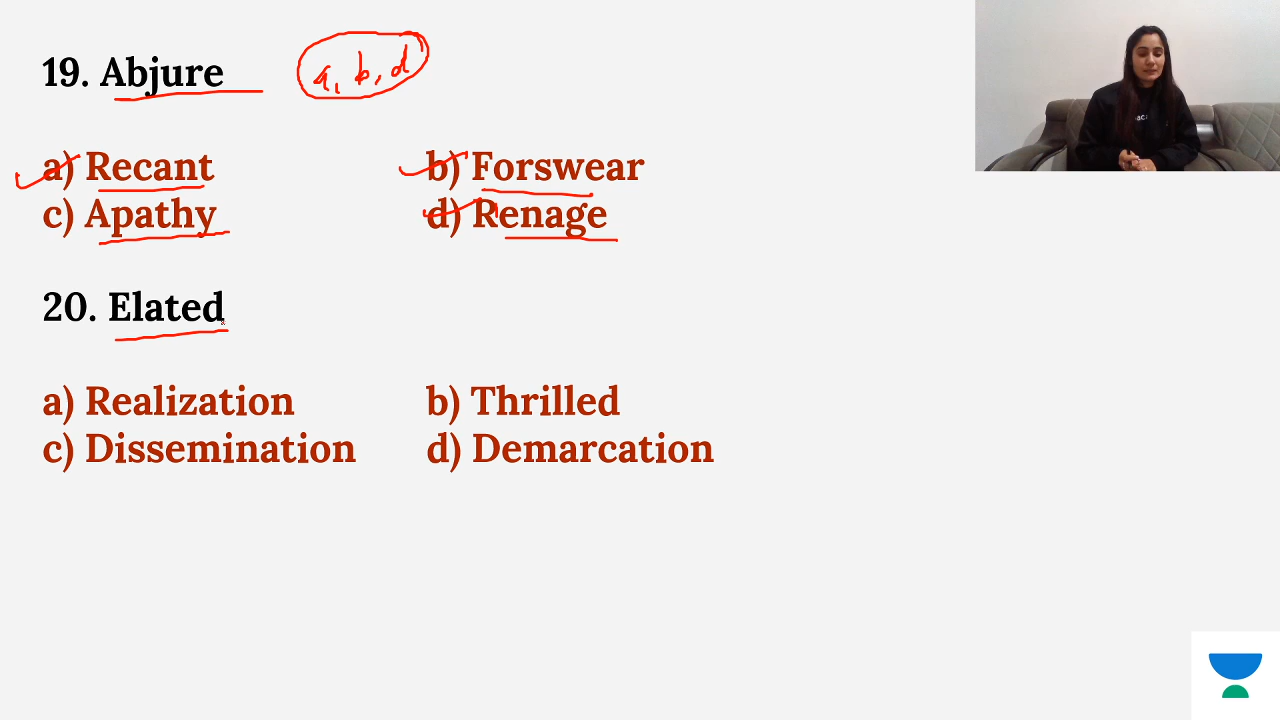 19. Abjure a, b, d
a) Recant b) Forswear
c) Apathy d) Renage
20. Elated
a) Realization b) Thrilled
c) Dissemination d) Demarcation